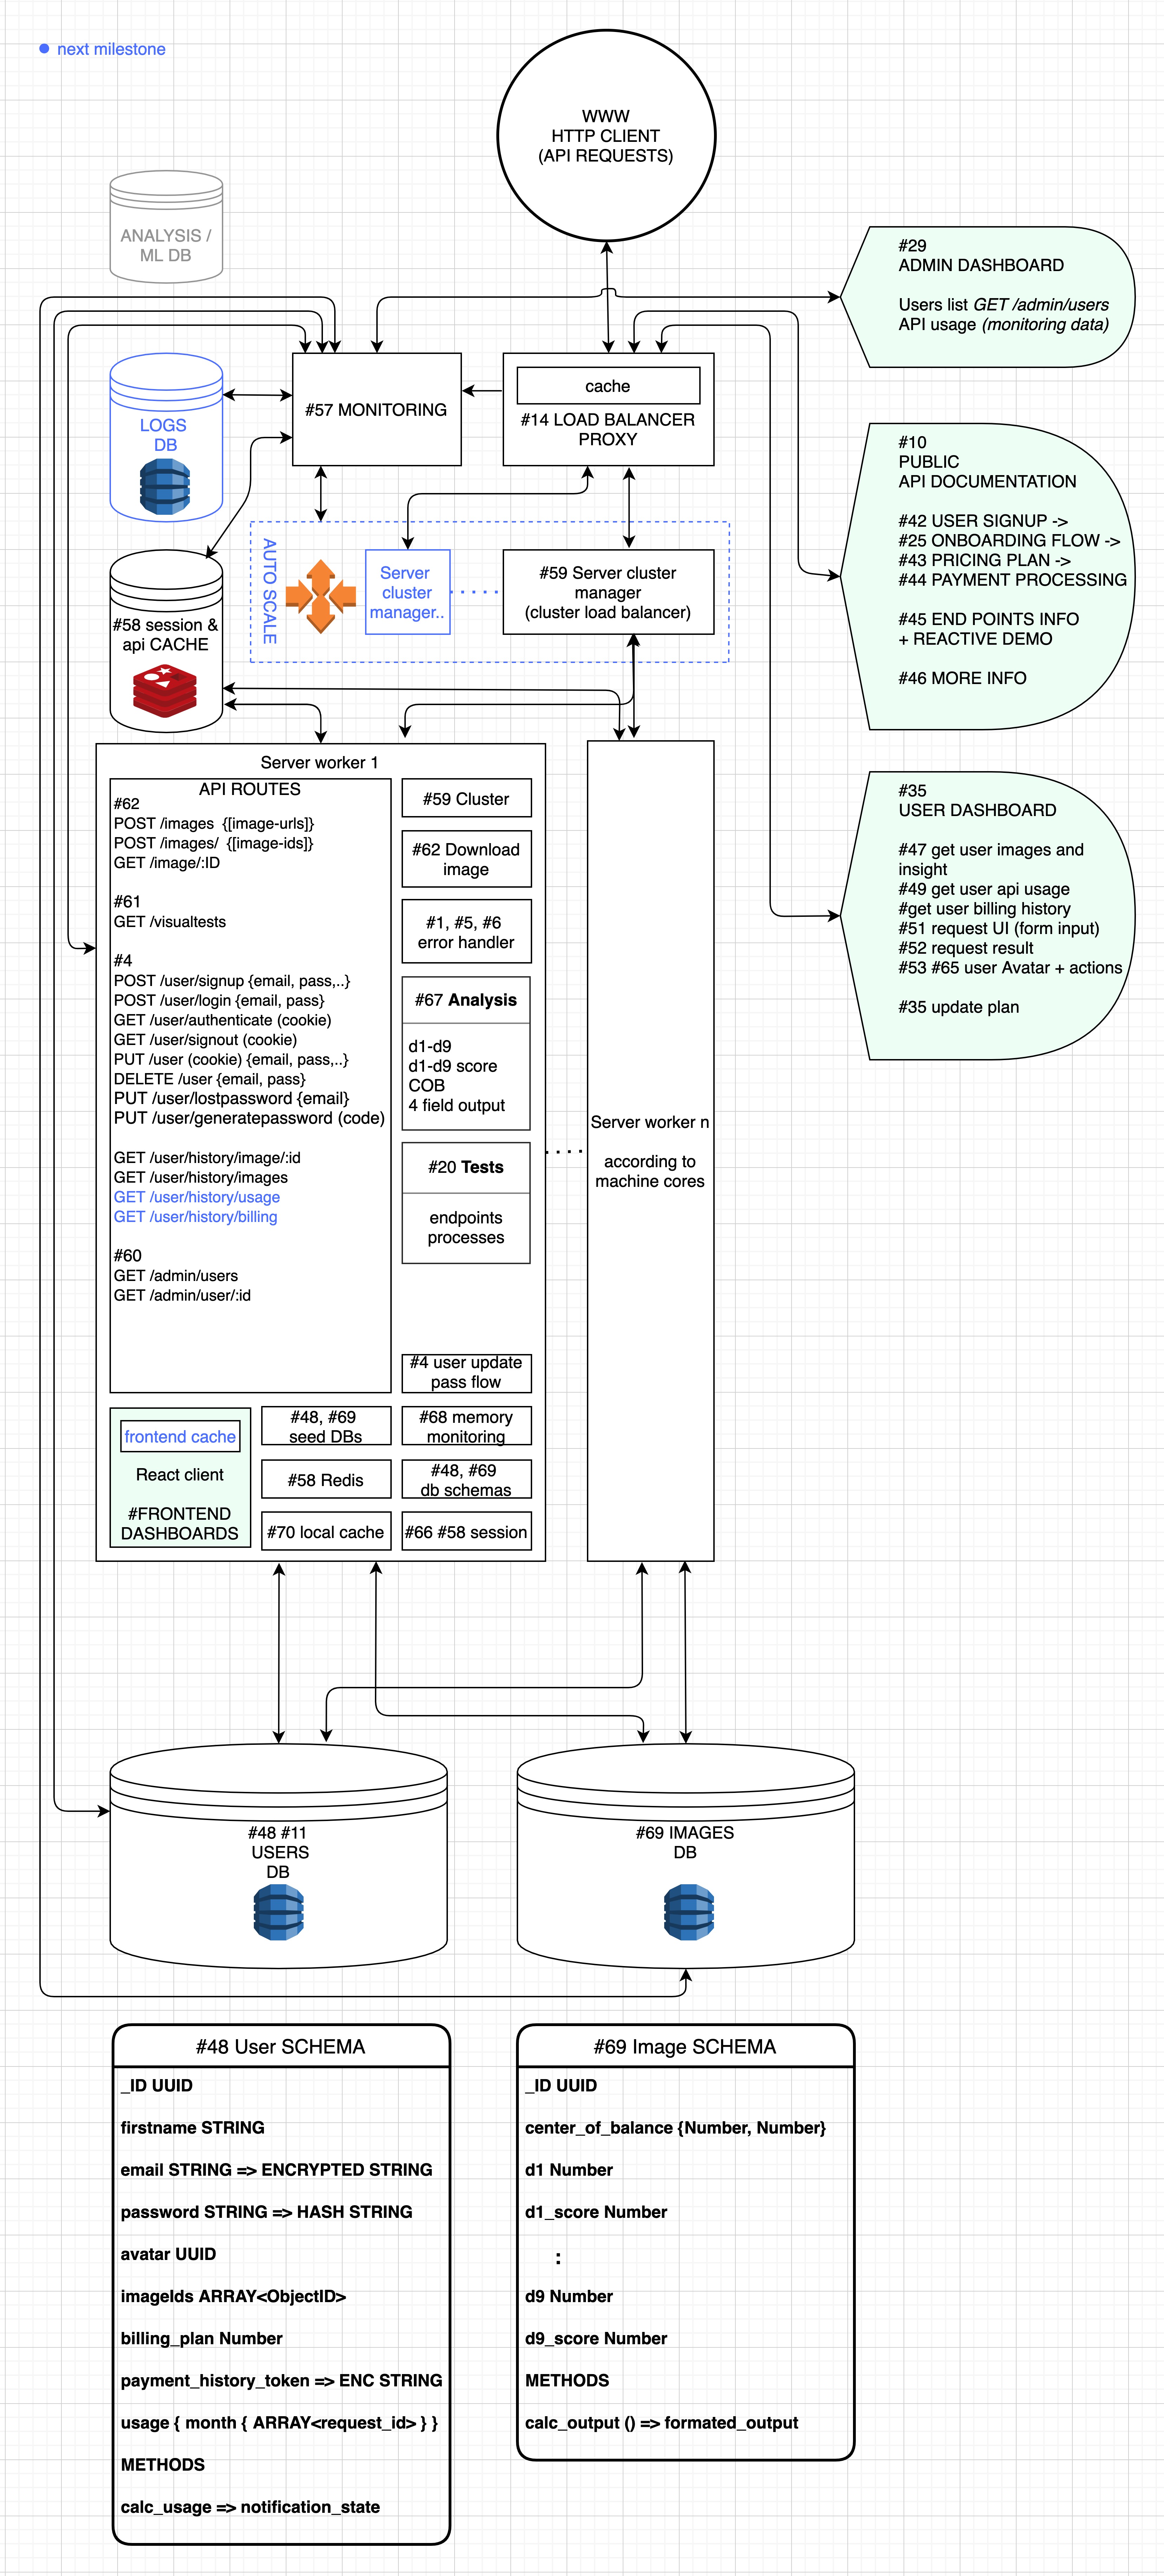 next milestone
WWW
HTTP CLIENT
(API REQUESTS)
ANALYSIS /
ML DB
#29
ADMIN DASHBOARD
Users list GET /admin/users
API usage (monitoring data)
LOGS
DB
#57 MONITORING
cache
#14 LOAD BALANCER
PROXY
#10
PUBLIC
API DOCUMENTATION
#42 USER SIGNUP ->
#25 ONBOARDING FLOW ->
#43 PRICING PLAN ->
#44 PAYMENT PROCESSING
#45 END POINTS INFO
+ REACTIVE DEMO
#46 MORE INFO
AUTO SCALE
Server
cluster
manager..
#59 Server cluster
manager
(cluster load balancer)
#58 session &
api CACHE
#35
USER DASHBOARD
#47 get user images and
insight
#49 get user api usage
#get user billing history
#51 request UI (form input)
#52 request result
#53 #65 user Avatar + actions
#35 update plan
Server worker 1
API ROUTES
#62
POST /images  {[image-urls]}
POST /images/  {[image-ids]}
GET /image/:ID
#61
GET /visualtests
#4
POST /user/signup {email, pass,..}
POST /user/login {email, pass}
GET /user/authenticate (cookie)
GET /user/signout (cookie)
PUT /user (cookie) {email, pass,..}
DELETE /user {email, pass}
PUT /user/lostpassword {email}
PUT /user/generatepassword (code)
GET /user/history/image/:id
GET /user/history/images
GET /user/history/usage
GET /user/history/billing
#60
GET /admin/users
GET /admin/user/:id
#59 Cluster
#62 Download
image
#1, #5, #6
error handler
#67 Analysis
d1-d9
d1-d9 score
COB
4 field output
#20 Tests
endpoints
processes
#4 user update
pass flow
Server worker n
according to
machine cores
frontend cache
React client
#FRONTEND
DASHBOARDS
#48, #69
seed DBs
#68 memory
monitoring
#58 Redis
#48, #69
db schemas
#70 local cache
#66 #58 session
#48 #11
USERS
DB
#69 IMAGES
DB
#48 User SCHEMA
_ID UUID
firstname STRING
email STRING => ENCRYPTED STRING
password STRING => HASH STRING
avatar UUID
imageIds ARRAY<ObjectID>
billing_plan Number
payment_history_token => ENC STRING
usage { month { ARRAY<request_id> } }
METHODS
calc_usage => notification_state
#69 Image SCHEMA
_ID UUID
center_of_balance {Number, Number}
d1 Number
d1_score Number
:
d9 Number
d9_score Number
METHODS
calc_output () => formated_output